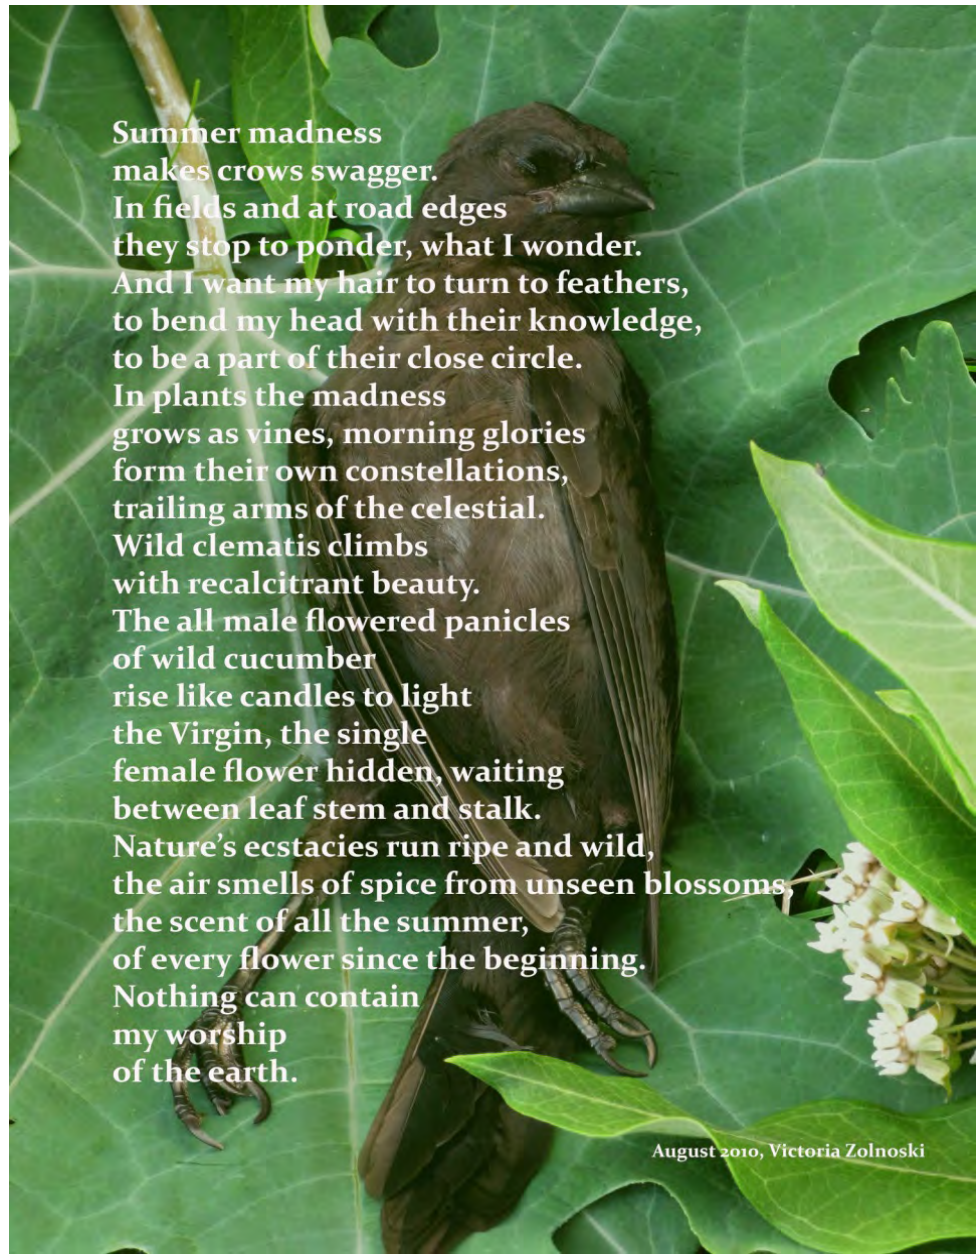 Summer madness
makes crows swagger.
In fields and at road edges
they stop to ponder, what I wonder.
And I want my hair to turn to feathers,
to bend my head with their knowledge,
to be a part of their close circle.
In plants the madness
grows as vines, morning glories
form their own constellations,
trailing arms of the celestial.
Wild clematis climbs
with recalcitrant beauty.
The all male flowered panicles
of wild cucumber
rise like candles to light
the Virgin, the single
female flower hidden, waiting
between leaf stem and stalk.
Nature’s ecstacies run ripe and wild,
the air smells of spice from unseen blossoms,
the scent of all the summer,
of every flower since the beginning.
Nothing can contain
my worship
of the earth.
August 2010, Victoria Zolnoski